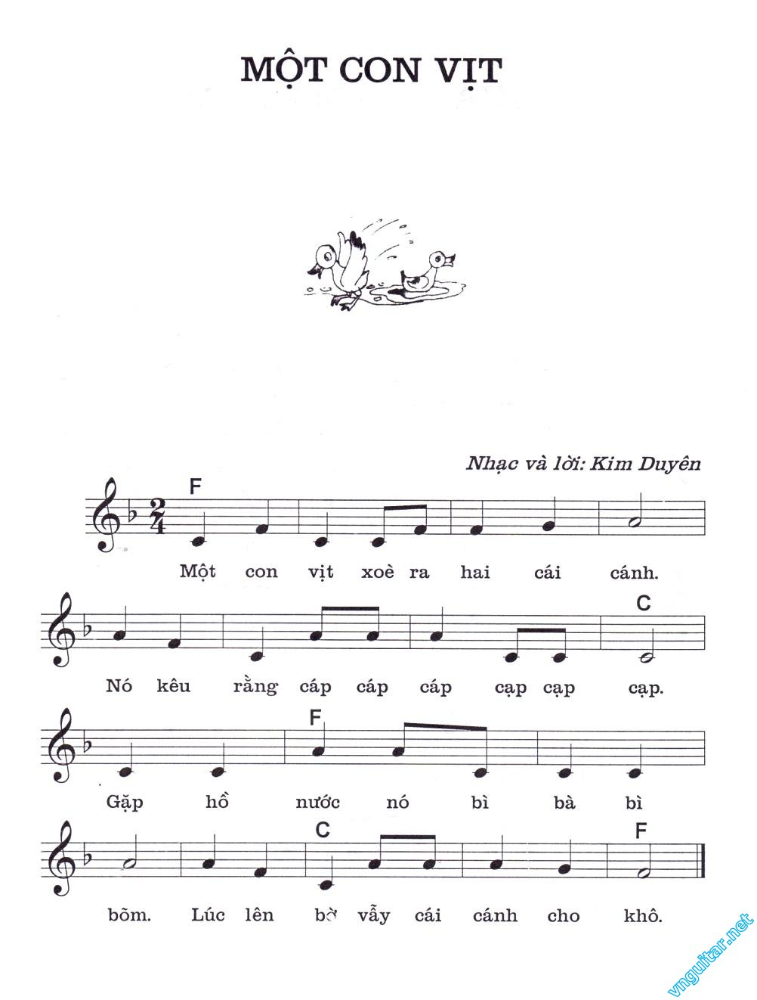 MỘT CON VỊT
Nhạc và lời: Kim Duyên
F
2
4
Một con vịt xoè ra hai cái cánh.
C
Nó kêu rằng cáp cáp cáp cạp cạp cạp.
F
Gặp hồ nước nó bì bà bì
C F
bõm. Lúc lên bờ vẫy cái cánh cho khô.
vnguitar.net